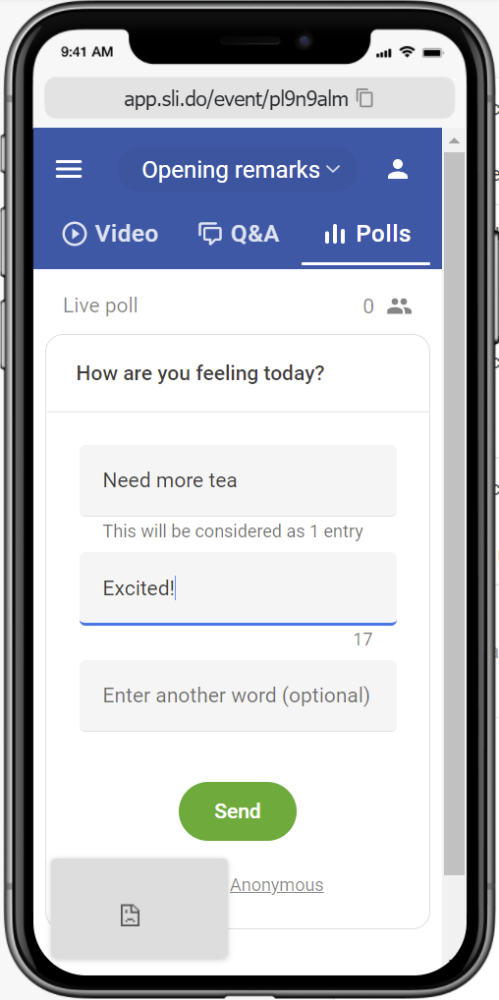 9:41 AM
app.sli.do/event/pl9n9alm
Opening remarks
Video Q&A Polls
Live poll 0
How are you feeling today?
Need more tea
This will be considered as 1 entry
Excited!
17
Enter another word (optional)
Send
Anonymous